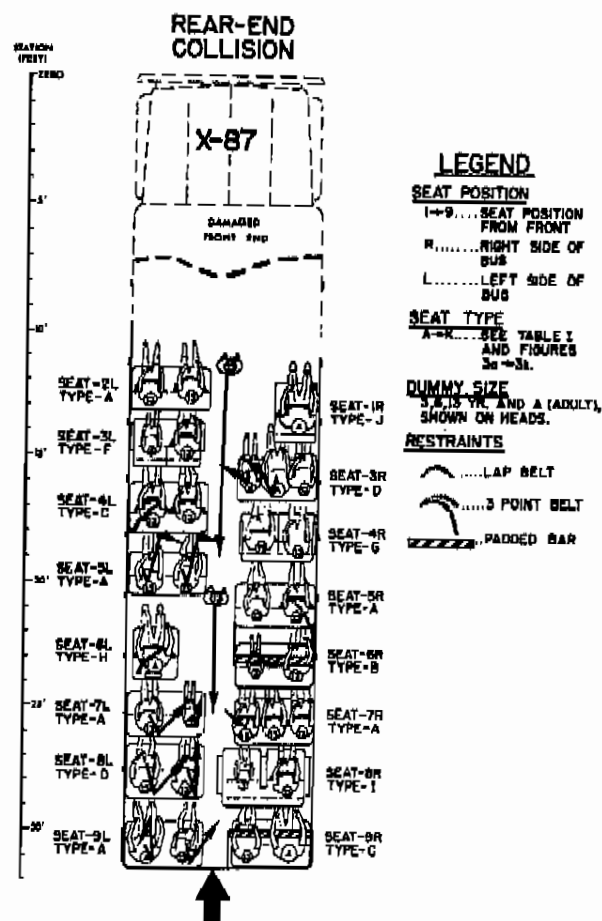 REAR-END
COLLISION
STATION
(FEET)
ZERO
5'
10'
15'
X-87
DAMAGED
FRONT END
SEAT-2L
TYPE-A
SEAT-3L
TYPE-F
SEAT-4L
TYPE-C
SEAT-5L
TYPE-A
SEAT-6L
TYPE-H
SEAT-7L
TYPE-A
SEAT-8L
TYPE-D
SEAT-9L
TYPE-A
SEAT-1R
TYPE-J
SEAT-3R
TYPE-D
SEAT-4R
TYPE-G
SEAT-5R
TYPE-A
SEAT-6R
TYPE-B
SEAT-7R
TYPE-A
SEAT-8R
TYPE-I
SEAT-9R
TYPE-C
LEGEND
SEAT POSITION
1→9.... SEAT POSITION
FROM FRONT
R....... RIGHT SIDE OF
BUS
L...... LEFT SIDE OF
BUS
SEAT TYPE
A→K.... SEE TABLE I
AND FIGURES
DUMMY SIZE
13 YR. AND A (ADULT),
SHOWN ON HEADS.
RESTRAINTS
.... LAP BELT
.... 3 POINT BELT
.. PADDED BAR